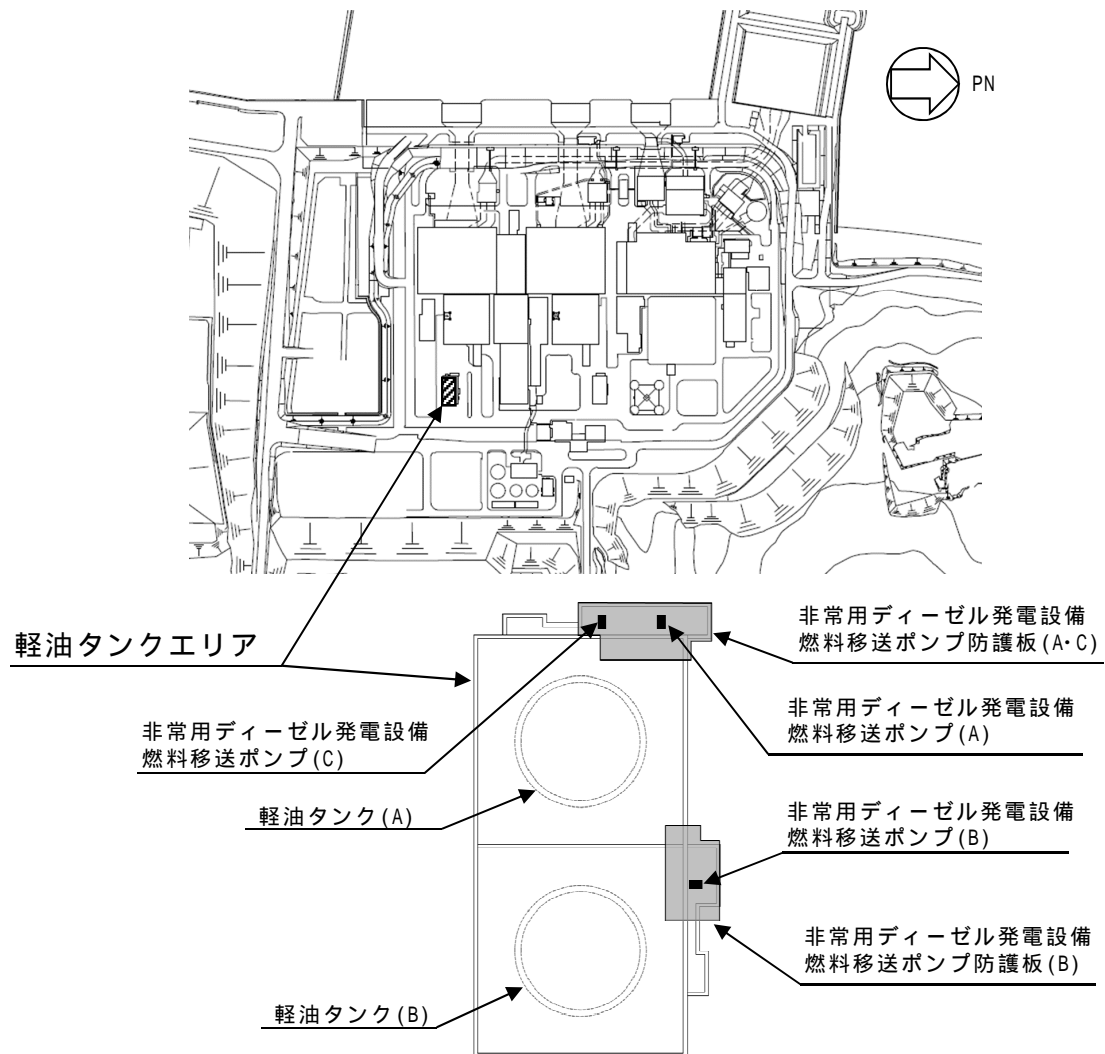 PN
軽油タンクエリア
非常用ディーゼル発電設備
燃料移送ポンプ防護板(A・C)
非常用ディーゼル発電設備
燃料移送ポンプ(C)
非常用ディーゼル発電設備
燃料移送ポンプ(A)
軽油タンク(A)
非常用ディーゼル発電設備
燃料移送ポンプ(B)
非常用ディーゼル発電設備
燃料移送ポンプ防護板(B)
軽油タンク(B)